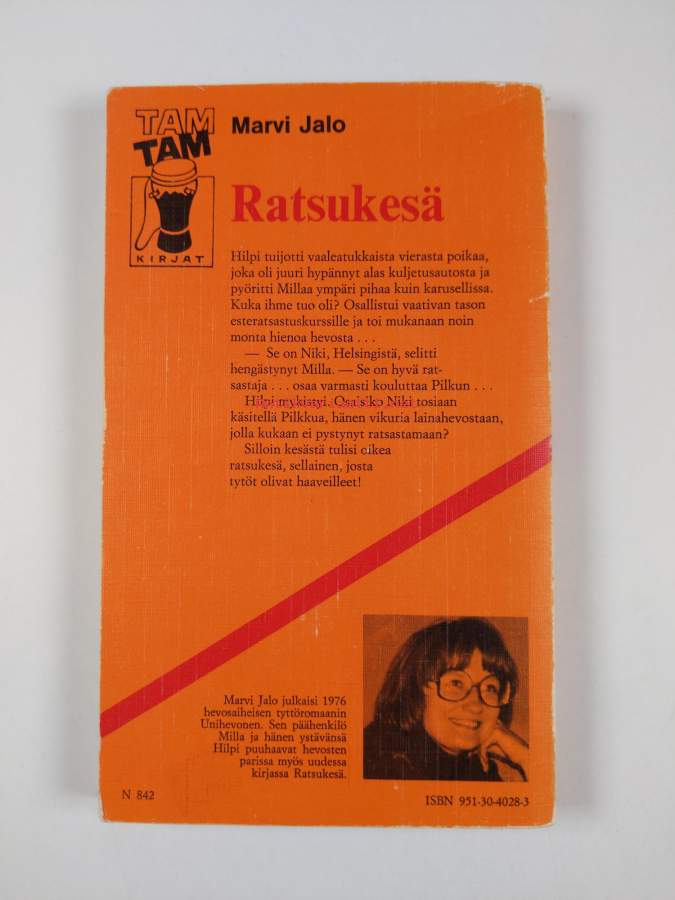 TAM
TAM
KIRJAT
Marvi Jalo
Ratsukesä
Hilpi tuijotti vaaleatukkaista vierasta poikaa,
joka oli juuri hypännyt alas kuljetusautosta ja
pyöritti Millaa ympäri pihaa kuin karusellissa.
Kuka ihme tuo oli? Osallistui vaativan tason
esteratsastuskurssille ja toi mukanaan noin
monta hienoa hevosta . . .
— Se on Niki, Helsingistä, selitti
hengästynyt Milla. — Se on hyvä rat-
sastaja . . . osaa varmasti kouluttaa Pilkun . . .
Hilpi mykistyi. Osaisiko Niki tosiaan
käsitellä Pilkkua, hänen vikuria lainahevostaan,
jolla kukaan ei pystynyt ratsastamaan?
Silloin kesästä tulisi oikea
ratsukesä, sellainen, josta
tytöt olivat haaveilleet!
Marvi Jalo julkaisi 1976
hevosaiheisen tyttöromaanin
Unihevonen. Sen päähenkilö
Milla ja hänen ystävänsä
Hilpi puuhaavat hevosten
parissa myös uudessa
kirjassa Ratsukesä.
N 842
ISBN 951-30-4028-3